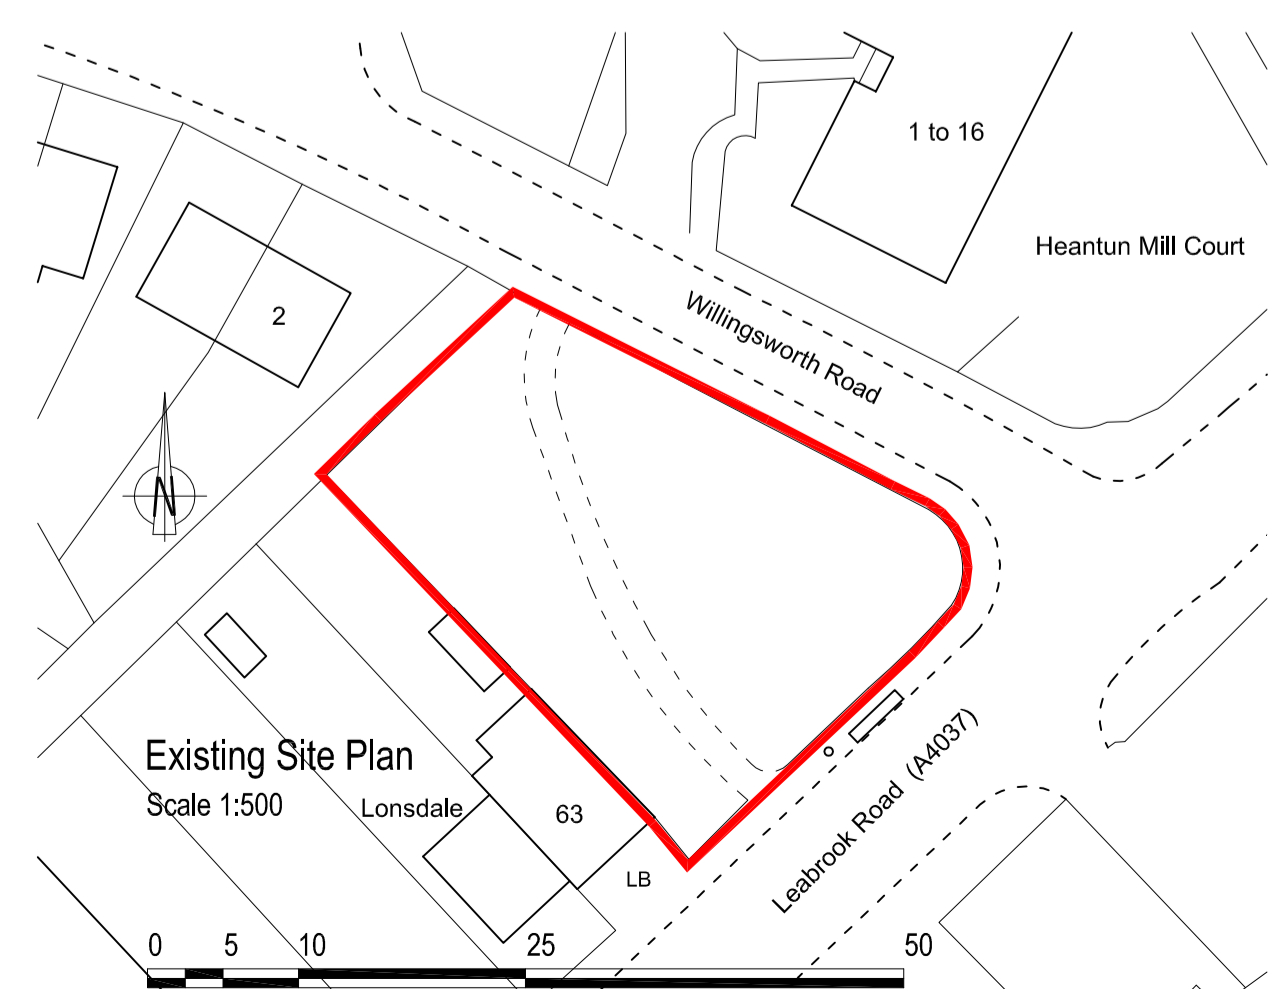 1 to 16
Heantun Mill Court
Willingsworth Road
2
N
Existing Site Plan
Scale 1:500
Lonsdale
63
LB
Leabrook Road (A4037)
0 5 10 25 50